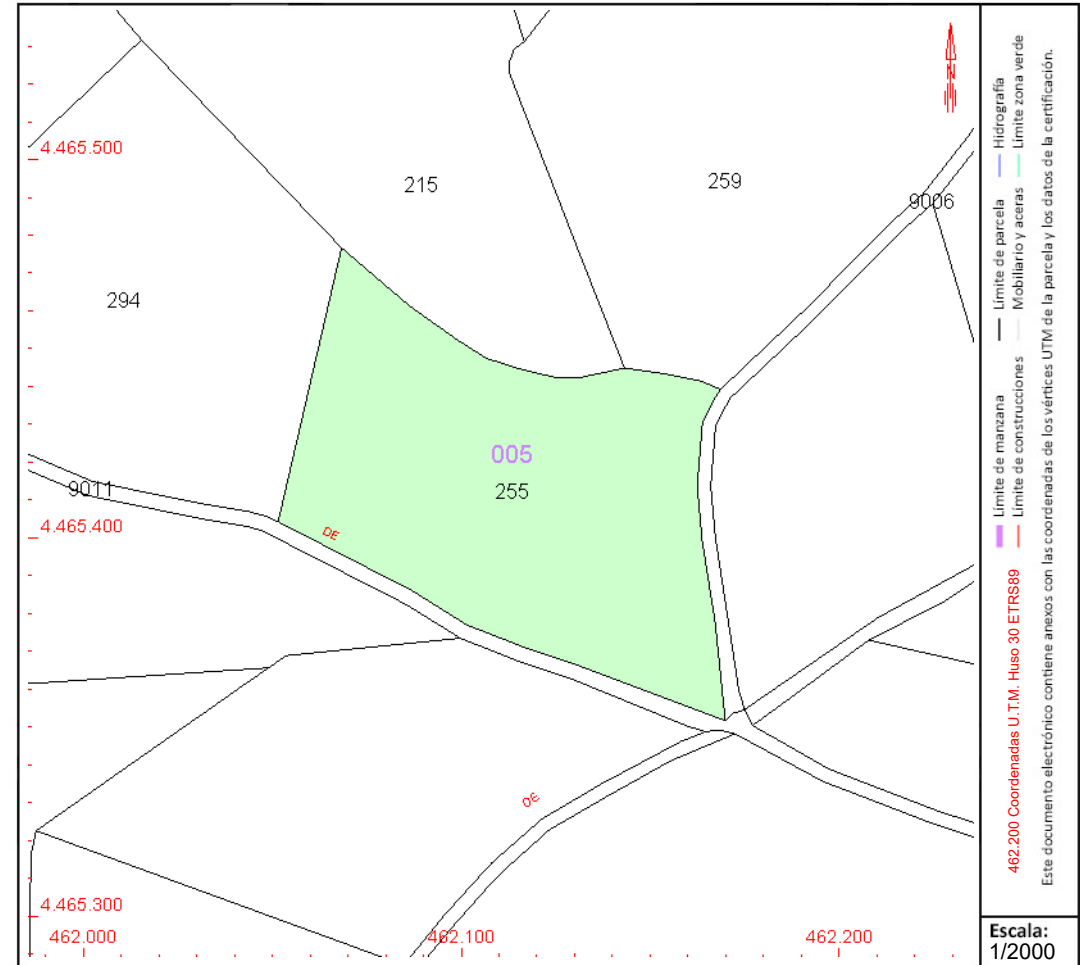 N
4.465.500
215
259
9006
294
005
255
9011
4.465.400
DE
DE
4.465.300
462.000
462.100
462.200
462.200 Coordenadas U.T.M. Huso 30 ETRS89
Límite de manzana
Límite de parcela
Hidrografía
Límite de construcciones
Mobiliario y aceras
Límite zona verde
Este documento electrónico contiene anexos con las coordenadas de los vértices UTM de la parcela y los datos de la certificación.
Escala:
1/2000